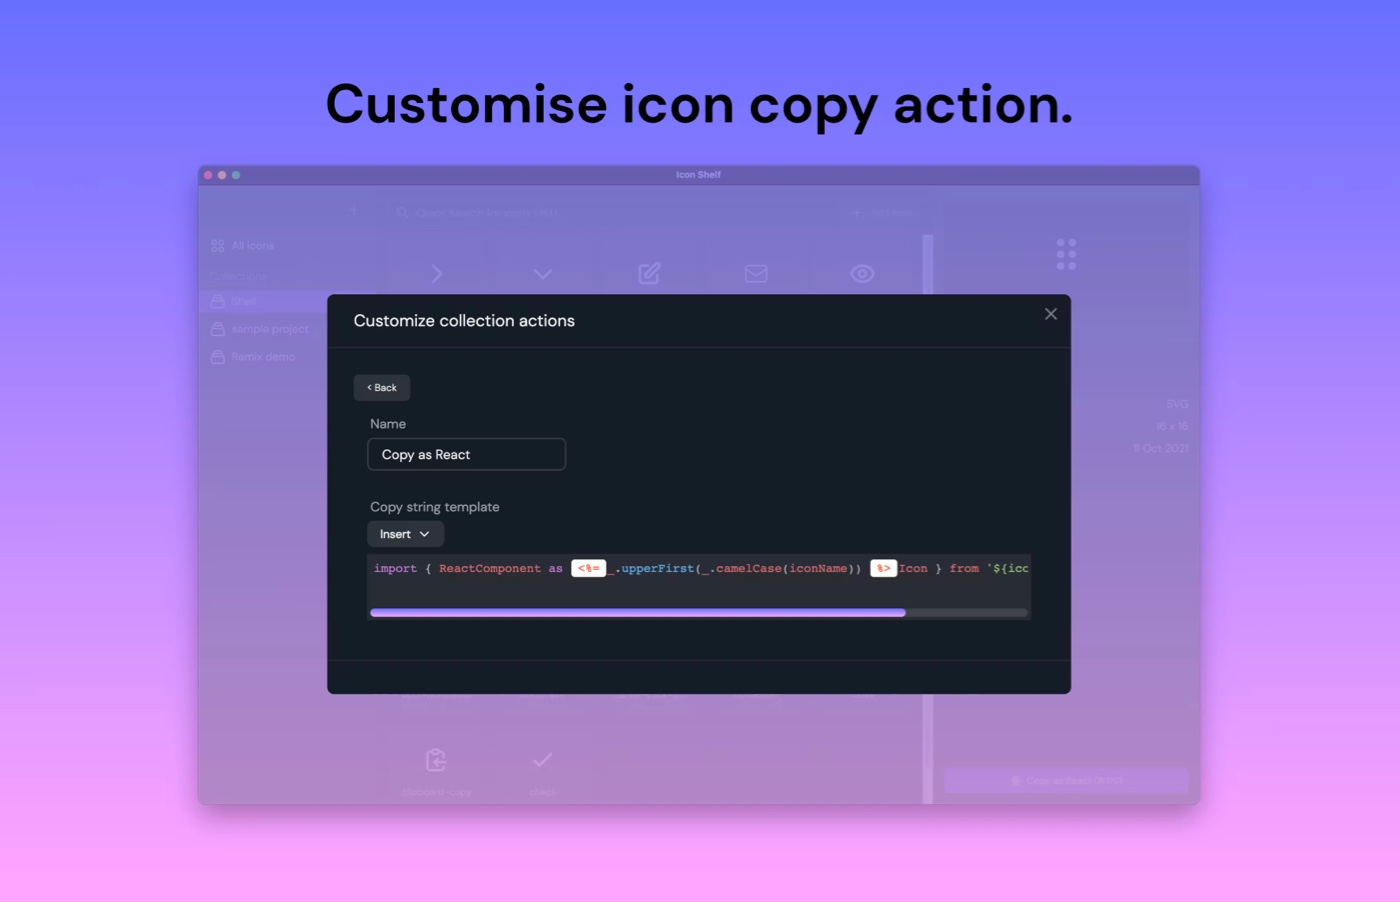 Customise icon copy action.
Icon Shelf
All icons
Collections
Shelf
sample project
Remix demo
Customize collection actions
< Back
Name
Copy as React
Copy string template
Insert
import { ReactComponent as <%= _.upperFirst(_.camelCase(iconName)) %>Icon } from '${icc
SVG
16 x 16
11 Oct 2021
clipboard-copy
check